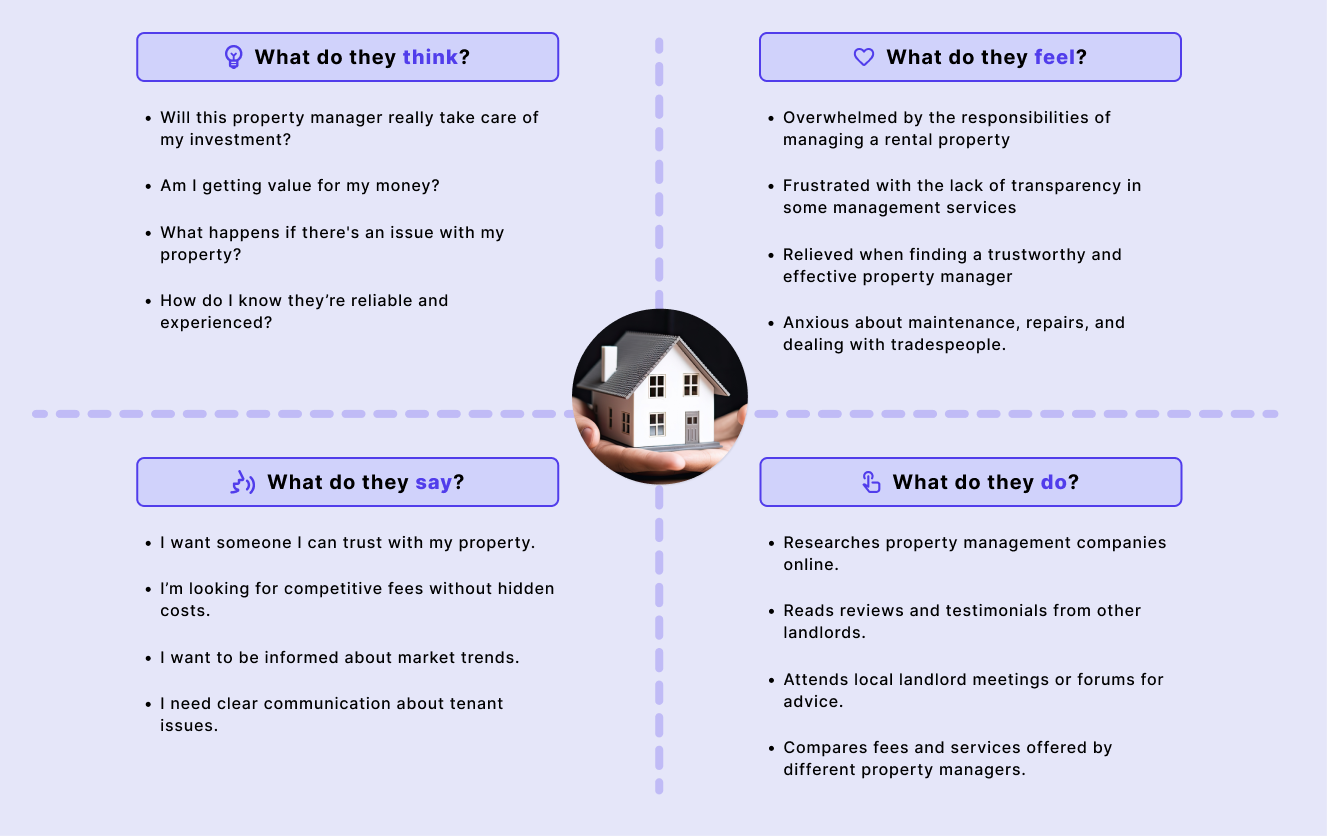 What do they think?
• Will this property manager really take care of
my investment?
• Am I getting value for my money?
• What happens if there's an issue with my
property?
• How do I know they’re reliable and
experienced?
What do they feel?
• Overwhelmed by the responsibilities of
managing a rental property
• Frustrated with the lack of transparency in
some management services
• Relieved when finding a trustworthy and
effective property manager
• Anxious about maintenance, repairs, and
dealing with tradespeople.
What do they say?
• I want someone I can trust with my property.
• I’m looking for competitive fees without hidden
costs.
• I want to be informed about market trends.
• I need clear communication about tenant
issues.
What do they do?
• Researches property management companies
online.
• Reads reviews and testimonials from other
landlords.
• Attends local landlord meetings or forums for
advice.
• Compares fees and services offered by
different property managers.